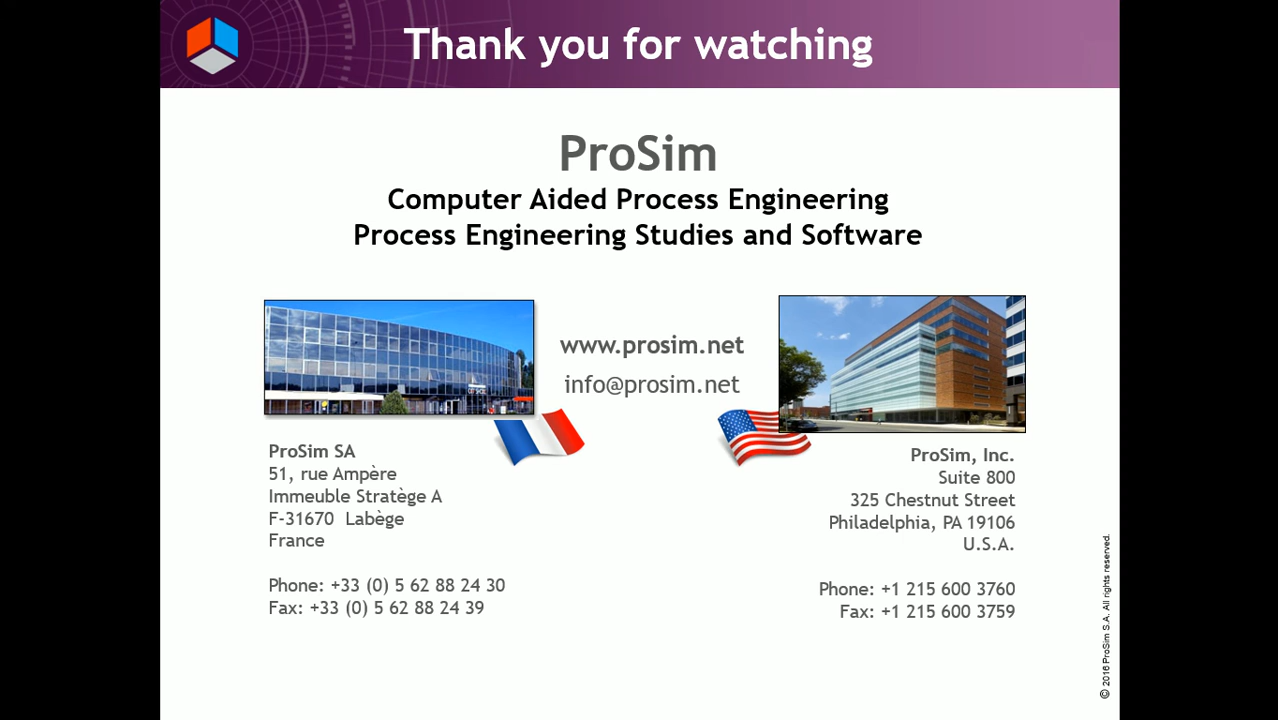 Thank you for watching
ProSim
Computer Aided Process Engineering
Process Engineering Studies and Software
www.prosim.net
info@prosim.net
ProSim SA
51, rue Ampère
Immeuble Stratège A
F-31670 Labège
France
Phone: +33 (0) 5 62 88 24 30
Fax: +33 (0) 5 62 88 24 39
ProSim, Inc.
Suite 800
325 Chestnut Street
Philadelphia, PA 19106
U.S.A.
Phone: +1 215 600 3760
Fax: +1 215 600 3759
© 2016 ProSim S.A. All rights reserved.